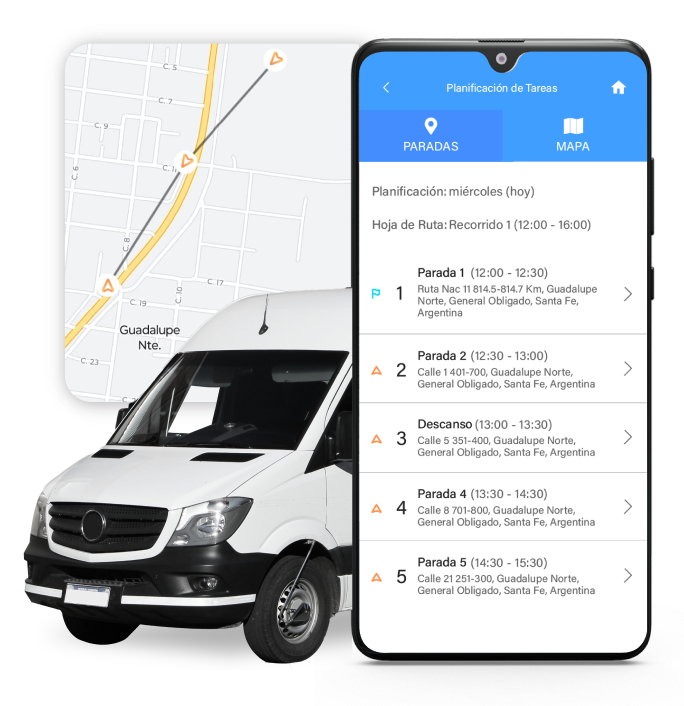 C. 5
C. 7
C. 9
C. 6
C. 8
C. 10
C. 17
C. 19
Guadalupe
Nte.
C. 23
Planificación de Tareas
PARADAS
MAPA
Planificación: miércoles (hoy)
Hoja de Ruta: Recorrido 1 (12:00 - 16:00)
1
Parada 1 (12:00 - 12:30)
Ruta Nac 11 814.5-814.7 Km, Guadalupe
Norte, General Obligado, Santa Fe,
Argentina
2
Parada 2 (12:30 - 13:00)
Calle 1 401-700, Guadalupe Norte,
General Obligado, Santa Fe, Argentina
3
Descanso (13:00 - 13:30)
Calle 5 351-400, Guadalupe Norte,
General Obligado, Santa Fe, Argentina
4
Parada 4 (13:30 - 14:30)
Calle 8 701-800, Guadalupe Norte,
General Obligado, Santa Fe, Argentina
5
Parada 5 (14:30 - 15:30)
Calle 21 251-300, Guadalupe Norte,
General Obligado, Santa Fe, Argentina